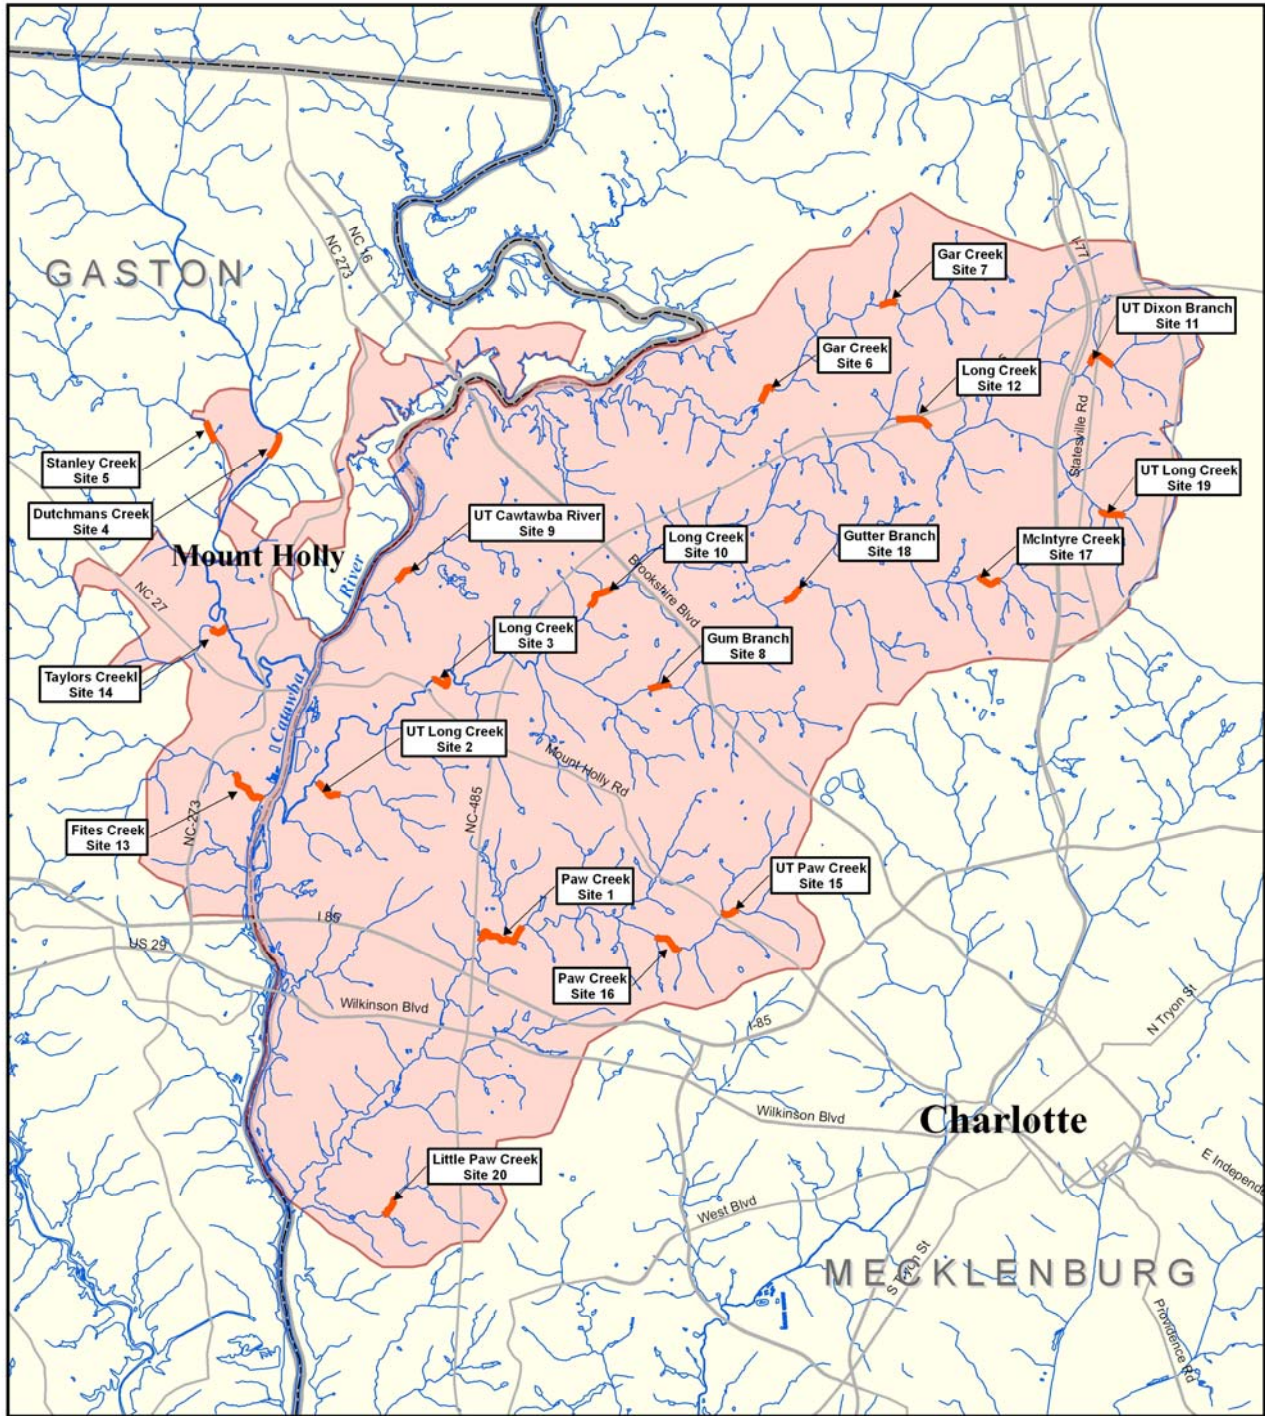 NC 16
NC 273
GASTON
I-77
Gar Creek
Site 7
UT Dixon Branch
Site 11
Gar Creek
Site 6
Long Creek
Site 12
Statesville Rd
Stanley Creek
Site 5
UT Long Creek
Site 19
Dutchmans Creek
Site 4
UT Cawtawba River
Site 9
Long Creek
Site 10
Gutter Branch
Site 18
McIntyre Creek
Site 17
Mount Holly
River
Brookshire Blvd
NC 27
Long Creek
Site 3
Gum Branch
Site 8
Taylors Creekl
Site 14
Catawba
UT Long Creek
Site 2
Mount Holly Rd
NC-485
NC-273
Fites Creek
Site 13
Paw Creek
Site 1
UT Paw Creek
Site 15
I 85
US 29
Paw Creek
Site 16
Wilkinson Blvd
I-85
N Tryon St
Wilkinson Blvd
Charlotte
Little Paw Creek
Site 20
E Independe
West Blvd
S Tryon St
MECKLENBURG
Providence Rd